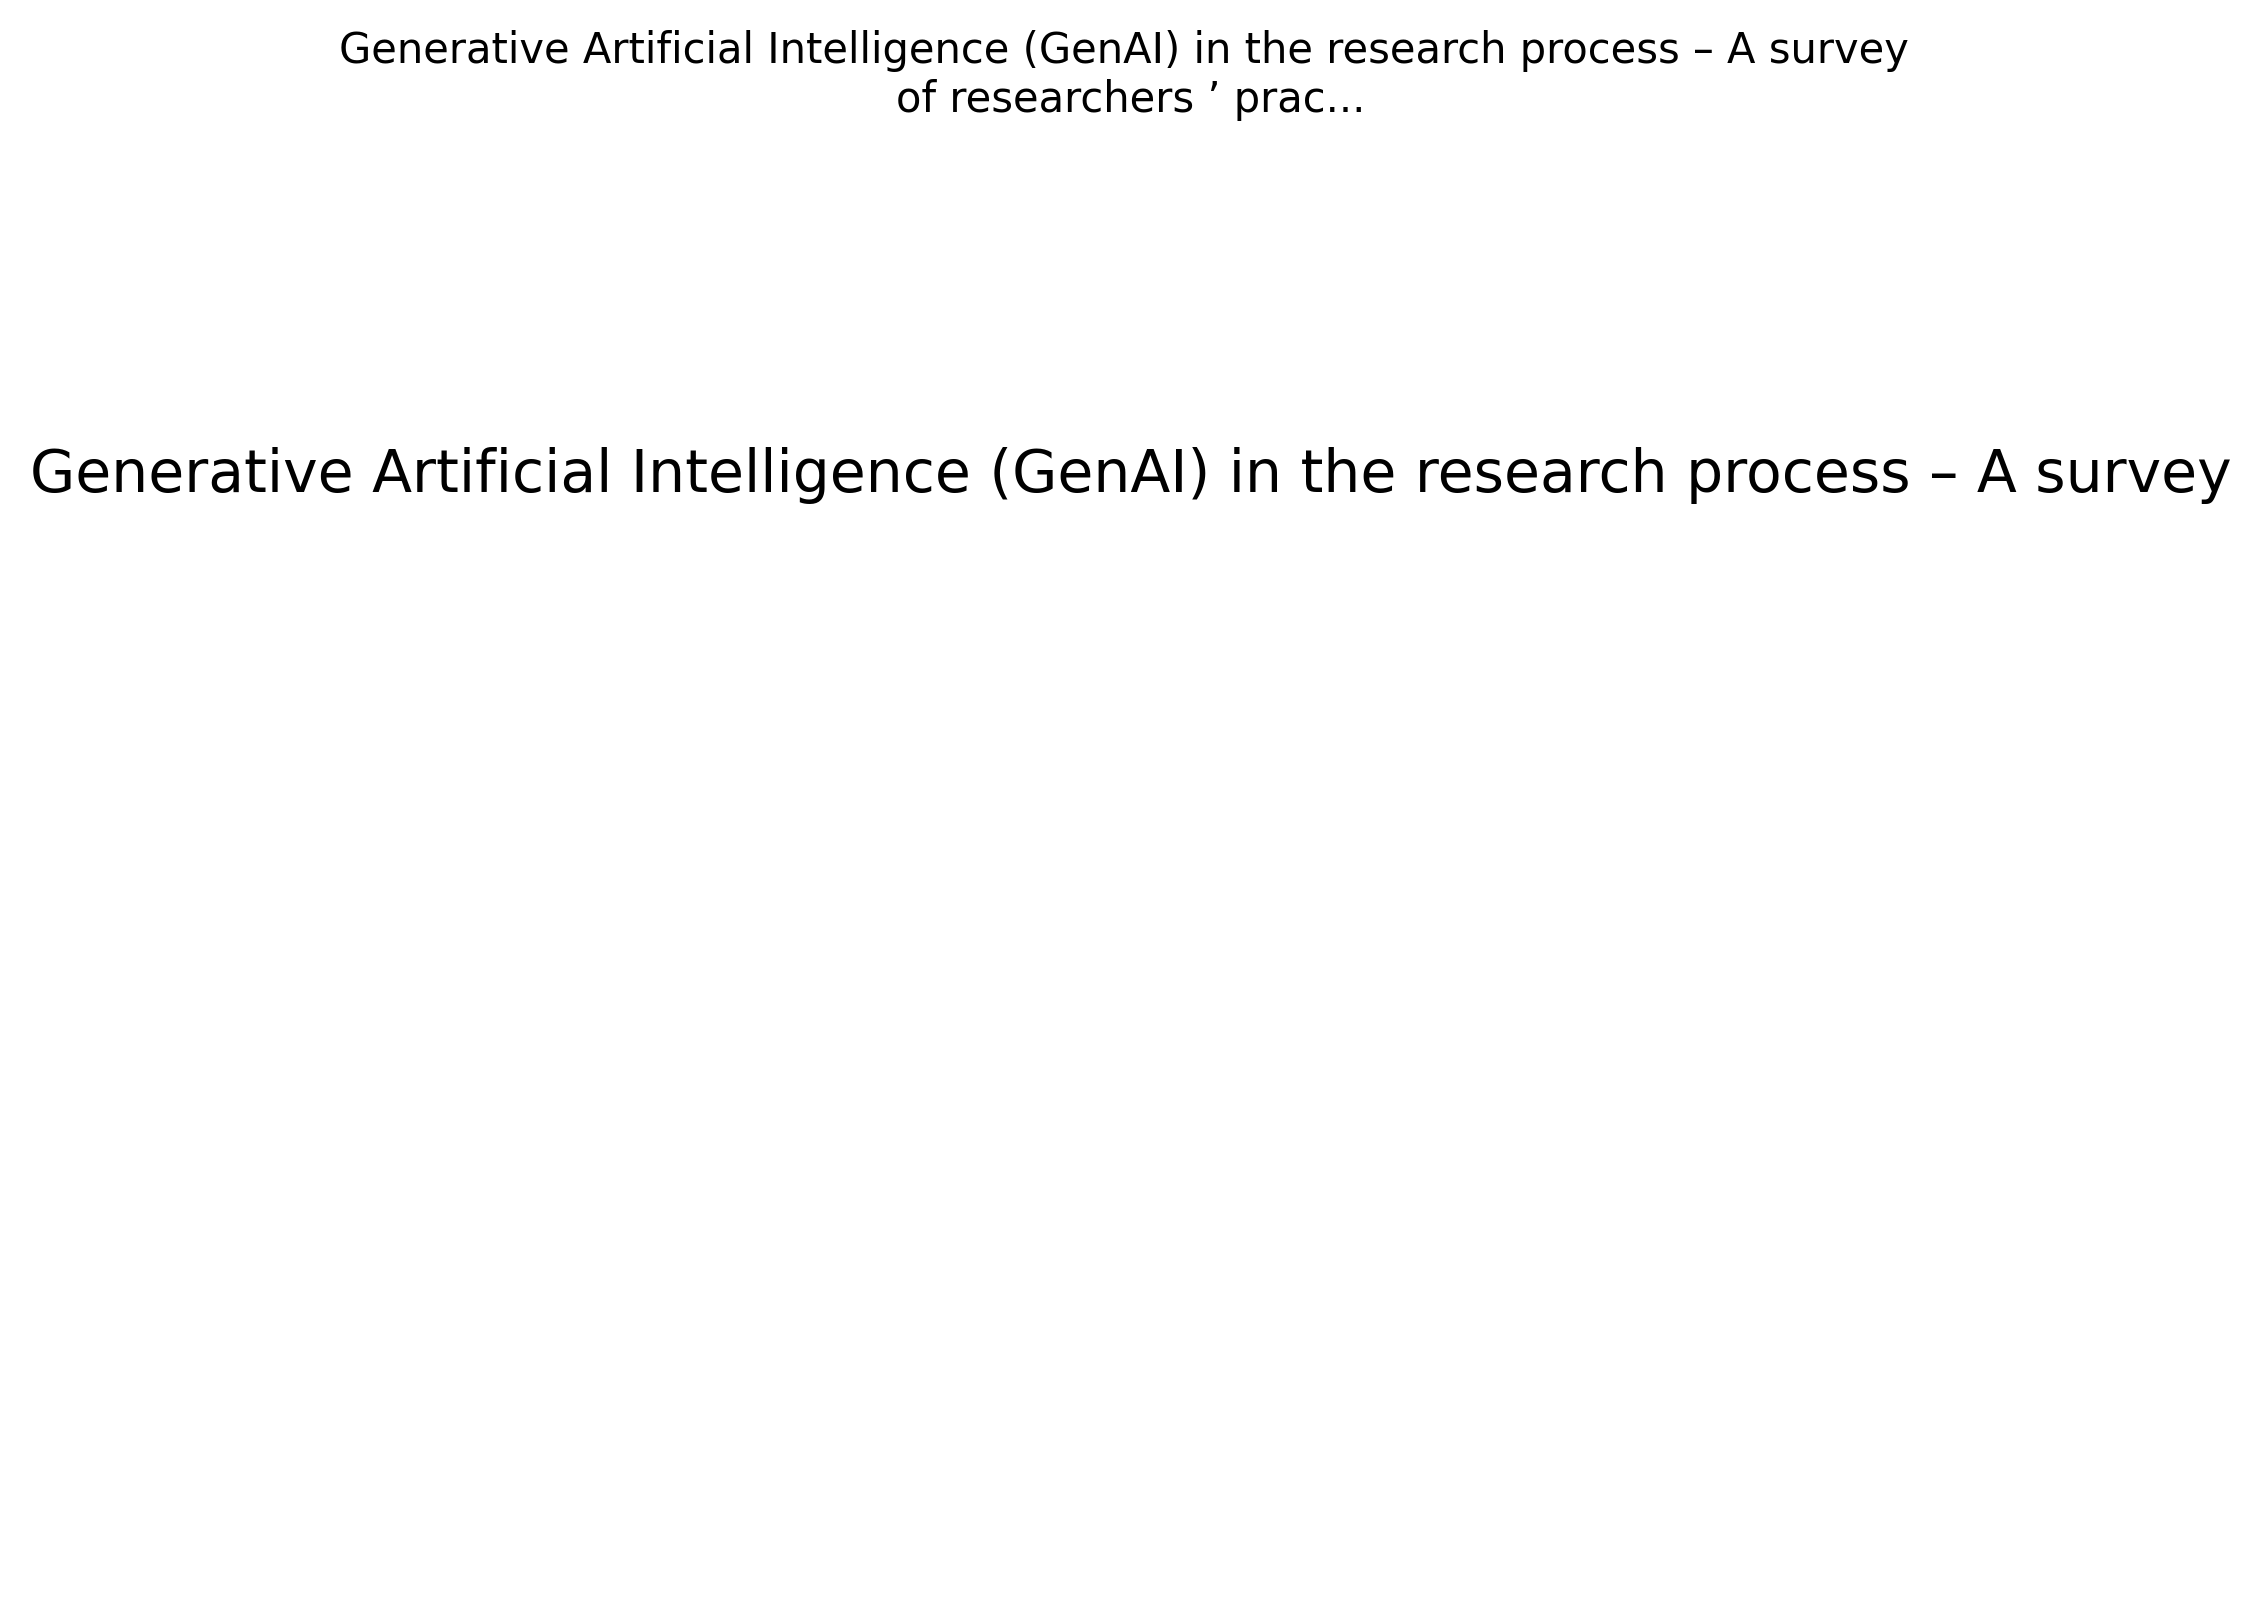 Generative Artificial Intelligence (GenAI) in the research process – A survey
of researchers ’ prac...
Generative Artificial Intelligence (GenAI) in the research process – A survey